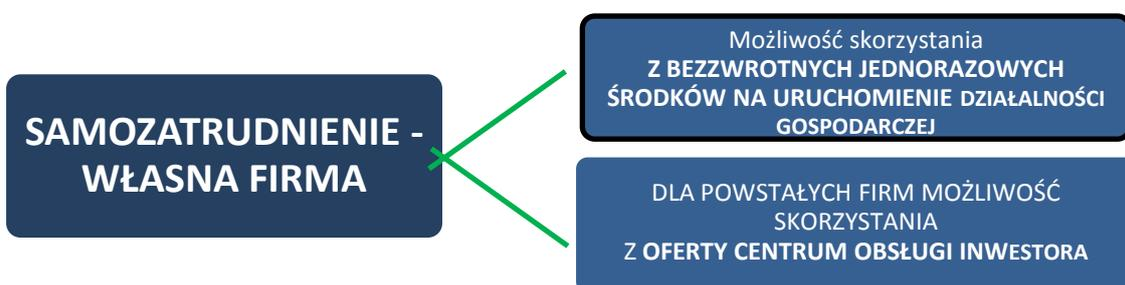 SAMOZATRUDNIENIE -
WŁASNA FIRMA
Możliwość skorzystania
Z BEZZWROTNYCH JEDNORAZOWYCH
ŚRODKÓW NA URUCHOMIENIE DZIAŁALNOŚCI
GOSPODARCZEJ
DLA POWSTAŁYCH FIRM MOŻLIWOŚĆ
SKORZYSTANIA
Z OFERTY CENTRUM OBSŁUGI INWESTORA